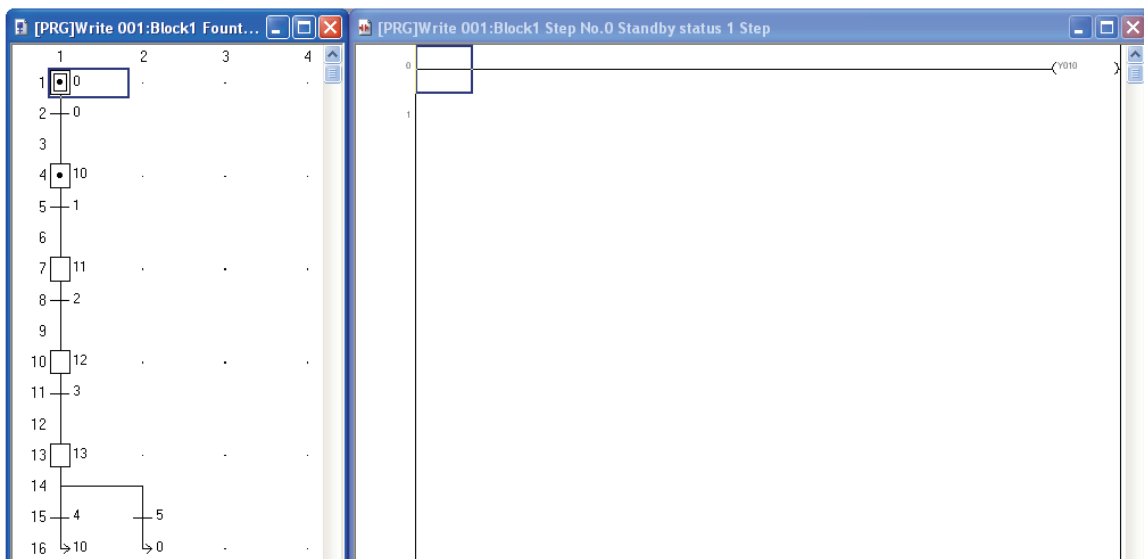 [PRG]Write 001:Block1 Fount...
1 2 3 4
1 0
2 0
3
4 10
5 1
6
7 11
8 2
9
10 12
11 3
12
13 13
14
15 4 5
16 10 0
[PRG]Write 001:Block1 Step No.0 Standby status 1 Step
0 Y010
1